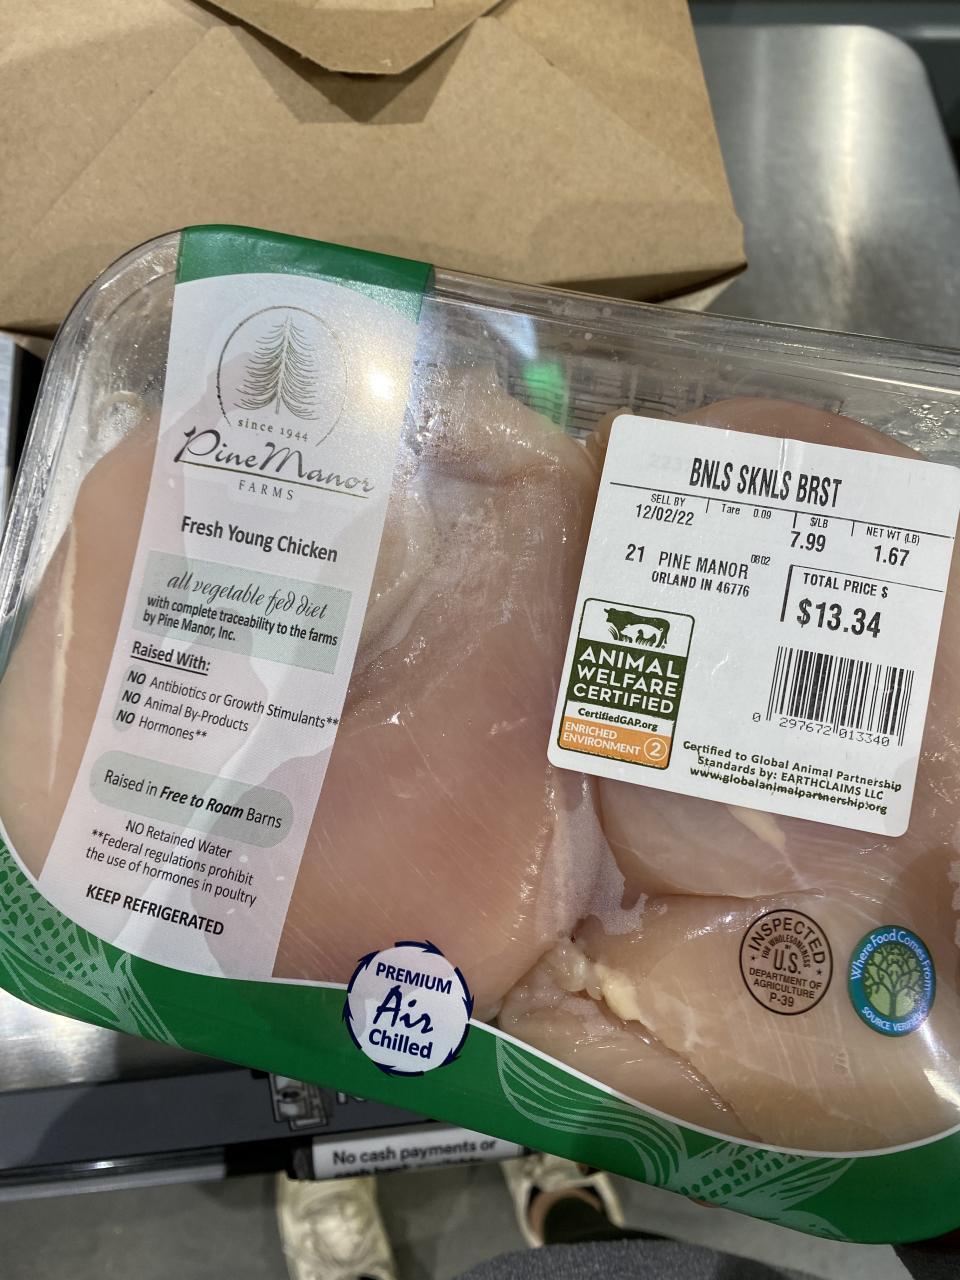 since 1944
Pine Manor
FARMS
Fresh Young Chicken
all vegetable fed diet
with complete traceability to the farms
by Pine Manor, Inc.
Raised With:
NO Antibiotics or Growth Stimulants**
NO Animal By-Products
NO Hormones**
Raised in Free to Roam Barns
NO Retained Water
**Federal regulations prohibit
the use of hormones in poultry
KEEP REFRIGERATED
PREMIUM
Air
Chilled
BNLS SKNLS BRST
SELL BY
12/02/22
Tare 0.09
$/LB
7.99
NET WT (LB)
1.67
21 PINE MANOR 0802
ORLAND IN 46776
TOTAL PRICE $
$13.34
ANIMAL
WELFARE
CERTIFIED
CertifiedGAP.org
ENRICHED
ENVIRONMENT 2
0 297672 013340
Certified to Global Animal Partnership
Standards by: EARTHCLAIMS LLC
www.globalanimalpartnership.org
INSPECTED
FOR WHOLESOMENESS
BY
U.S.
DEPARTMENT OF
AGRICULTURE
P-39
Where Food Comes From
SOURCE VERIFIED
No cash payments or